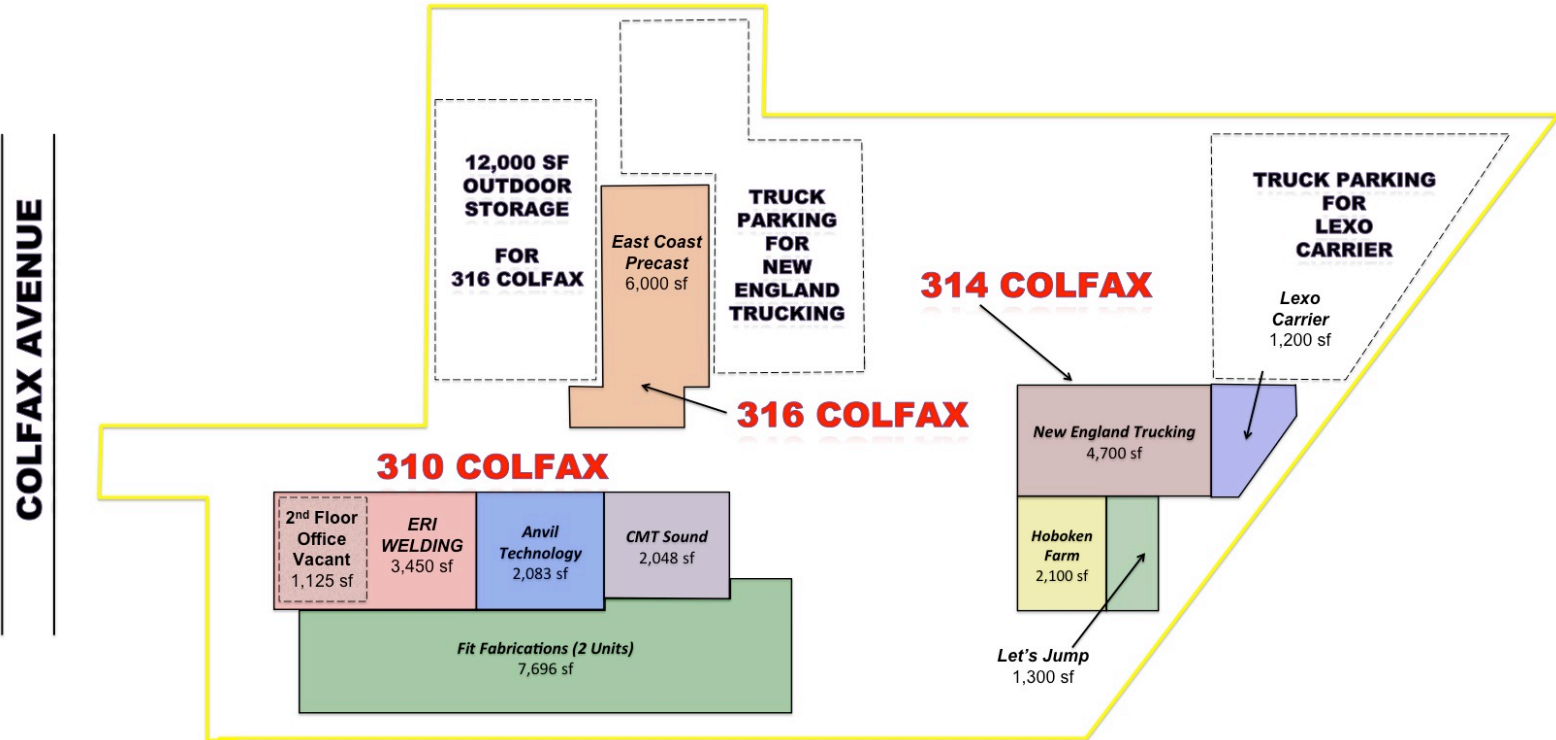 COLFAX AVENUE
12,000 SF
OUTDOOR
STORAGE
FOR
316 COLFAX
East Coast
Precast
6,000 sf
TRUCK
PARKING
FOR
NEW
ENGLAND
TRUCKING
TRUCK PARKING
FOR
LEXO
CARRIER
314 COLFAX
Lexo
Carrier
1,200 sf
316 COLFAX
New England Trucking
4,700 sf
310 COLFAX
2nd Floor
Office
Vacant
1,125 sf
ERI
WELDING
3,450 sf
Anvil
Technology
2,083 sf
CMT Sound
2,048 sf
Hoboken
Farm
2,100 sf
Fit Fabrications (2 Units)
7,696 sf
Let's Jump
1,300 sf